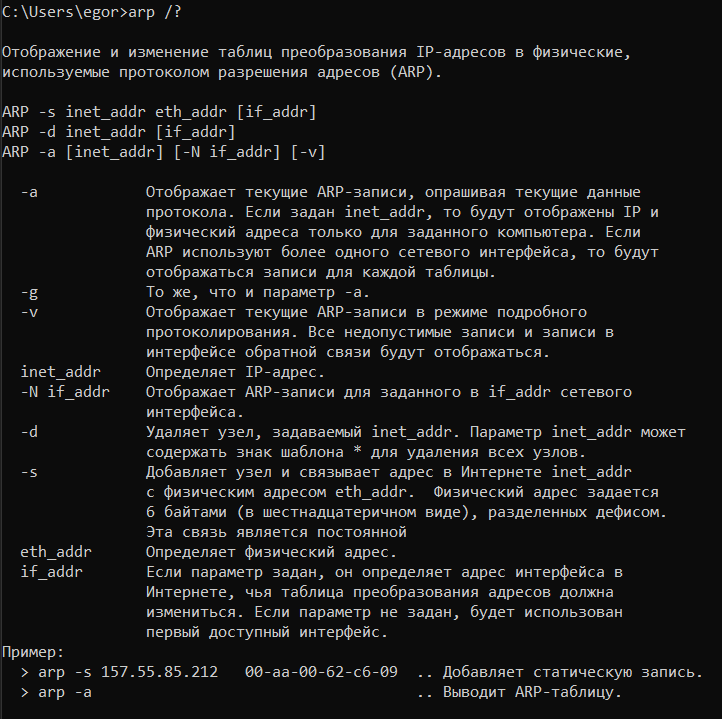 C:\Users\egor>arp /?
Отображение и изменение таблиц преобразования IP-адресов в физические,
используемые протоколом разрешения адресов (ARP).
ARP -s inet_addr eth_addr [if_addr]
ARP -d inet_addr [if_addr]
ARP -a [inet_addr] [-N if_addr] [-v]
  -a            Отображает текущие ARP-записи, опрашивая текущие данные
                протокола. Если задан inet_addr, то будут отображены IP и
                физический адреса только для заданного компьютера. Если
                ARP используют более одного сетевого интерфейса, то будут
                отображаться записи для каждой таблицы.
  -g            То же, что и параметр -a.
  -v            Отображает текущие ARP-записи в режиме подробного
                протоколирования. Все недопустимые записи и записи в
                интерфейсе обратной связи будут отображаться.
  inet_addr     Определяет IP-адрес.
  -N if_addr    Отображает ARP-записи для заданного в if_addr сетевого
                интерфейса.
  -d            Удаляет узел, задаваемый inet_addr. Параметр inet_addr может
                содержать знак шаблона * для удаления всех узлов.
  -s            Добавляет узел и связывает адрес в Интернете inet_addr
                с физическим адресом eth_addr.  Физический адрес задается
                6 байтами (в шестнадцатеричном виде), разделенных дефисом.
                Эта связь является постоянной
  eth_addr      Определяет физический адрес.
  if_addr       Если параметр задан, он определяет адрес интерфейса в
                Интернете, чья таблица преобразования адресов должна
                измениться. Если параметр не задан, будет использован
                первый доступный интерфейс.
Пример:
  > arp -s 157.55.85.212   00-aa-00-62-c6-09  .. Добавляет статическую запись.
  > arp -a                                    .. Выводит ARP-таблицу.